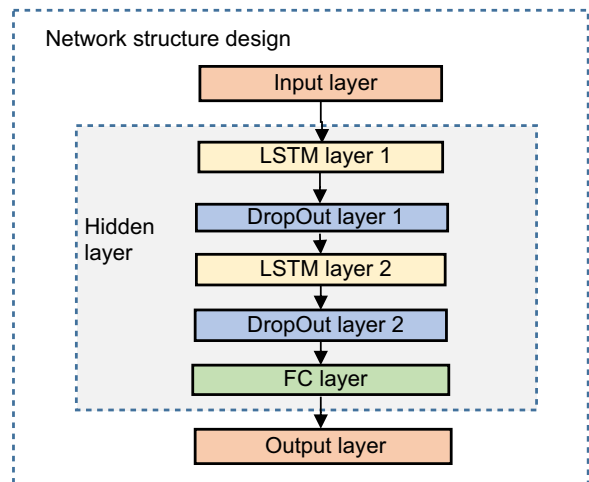 Network structure design
Input layer
LSTM layer 1
DropOut layer 1
Hidden
layer
LSTM layer 2
DropOut layer 2
FC layer
Output layer